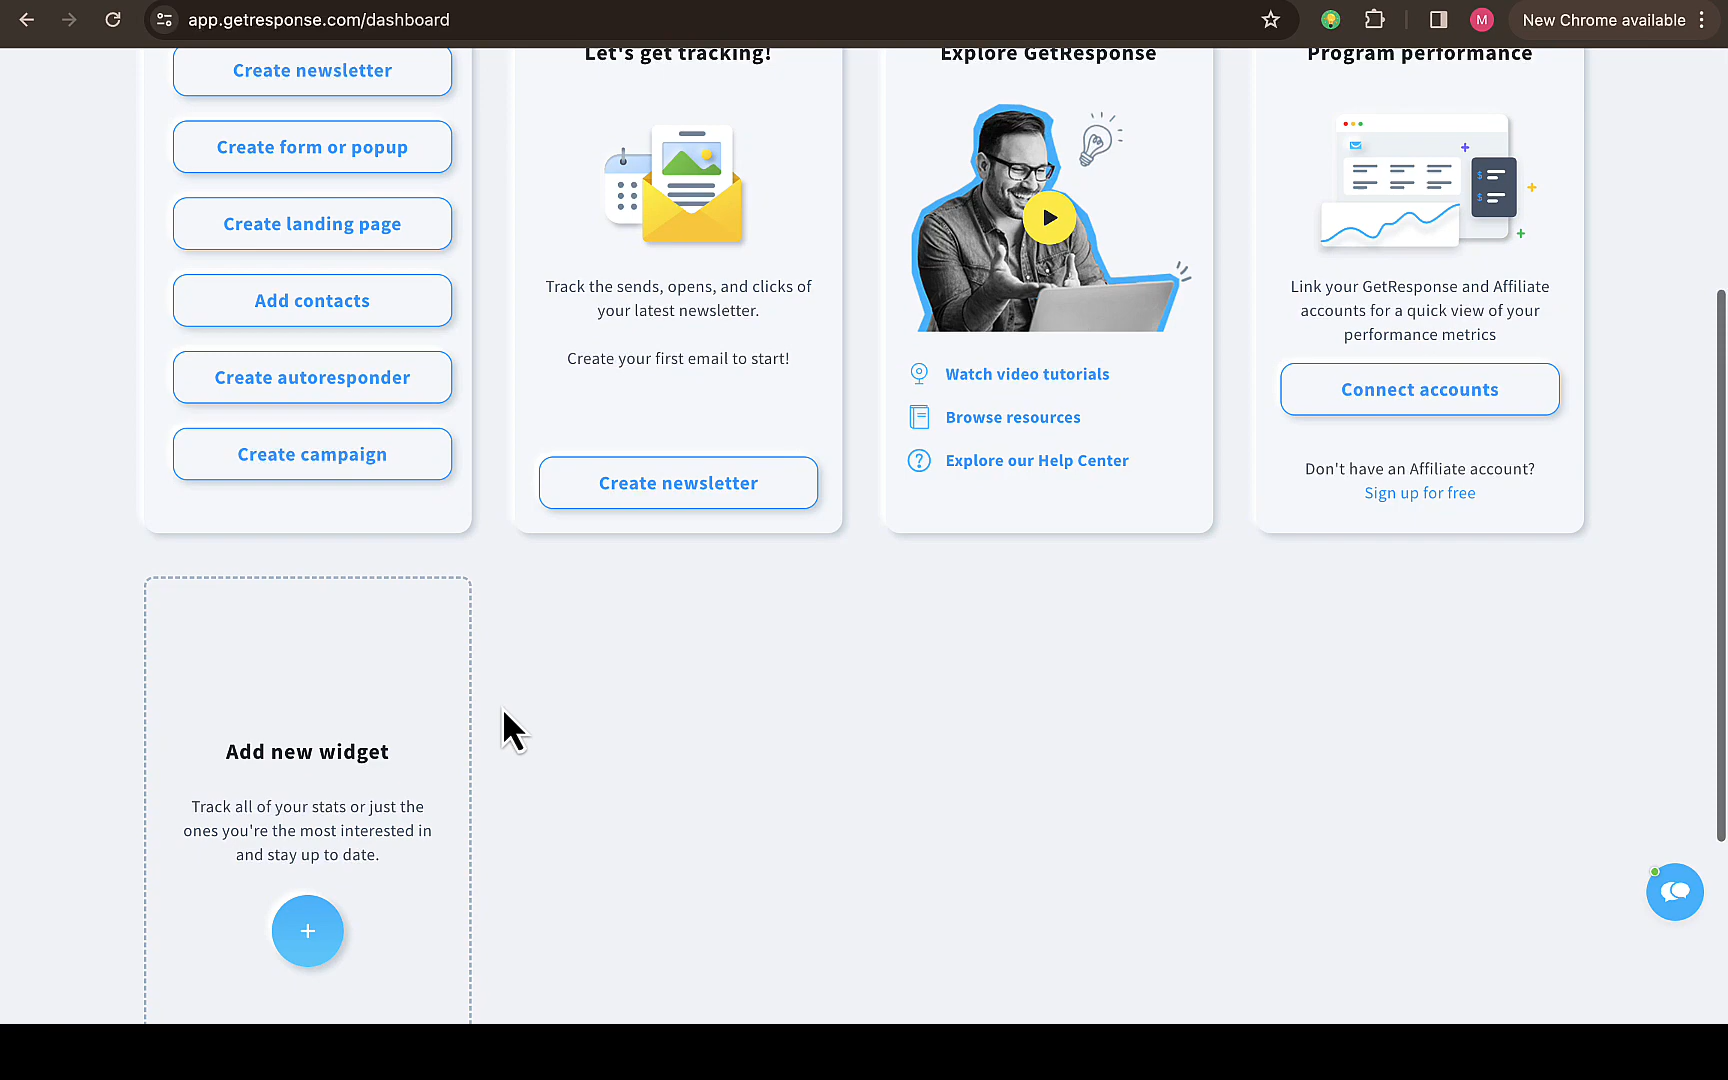 app.getresponse.com/dashboard
M
New Chrome available
Create newsletter
Create form or popup
Create landing page
Add contacts
Create autoresponder
Create campaign
Let's get tracking!
Track the sends, opens, and clicks of
your latest newsletter.
Create your first email to start!
Create newsletter
Explore GetResponse
Watch video tutorials
Browse resources
Explore our Help Center
Program performance
$
$
Link your GetResponse and Affiliate
accounts for a quick view of your
performance metrics
Connect accounts
Don't have an Affiliate account?
Sign up for free
Add new widget
Track all of your stats or just the
ones you're the most interested in
and stay up to date.